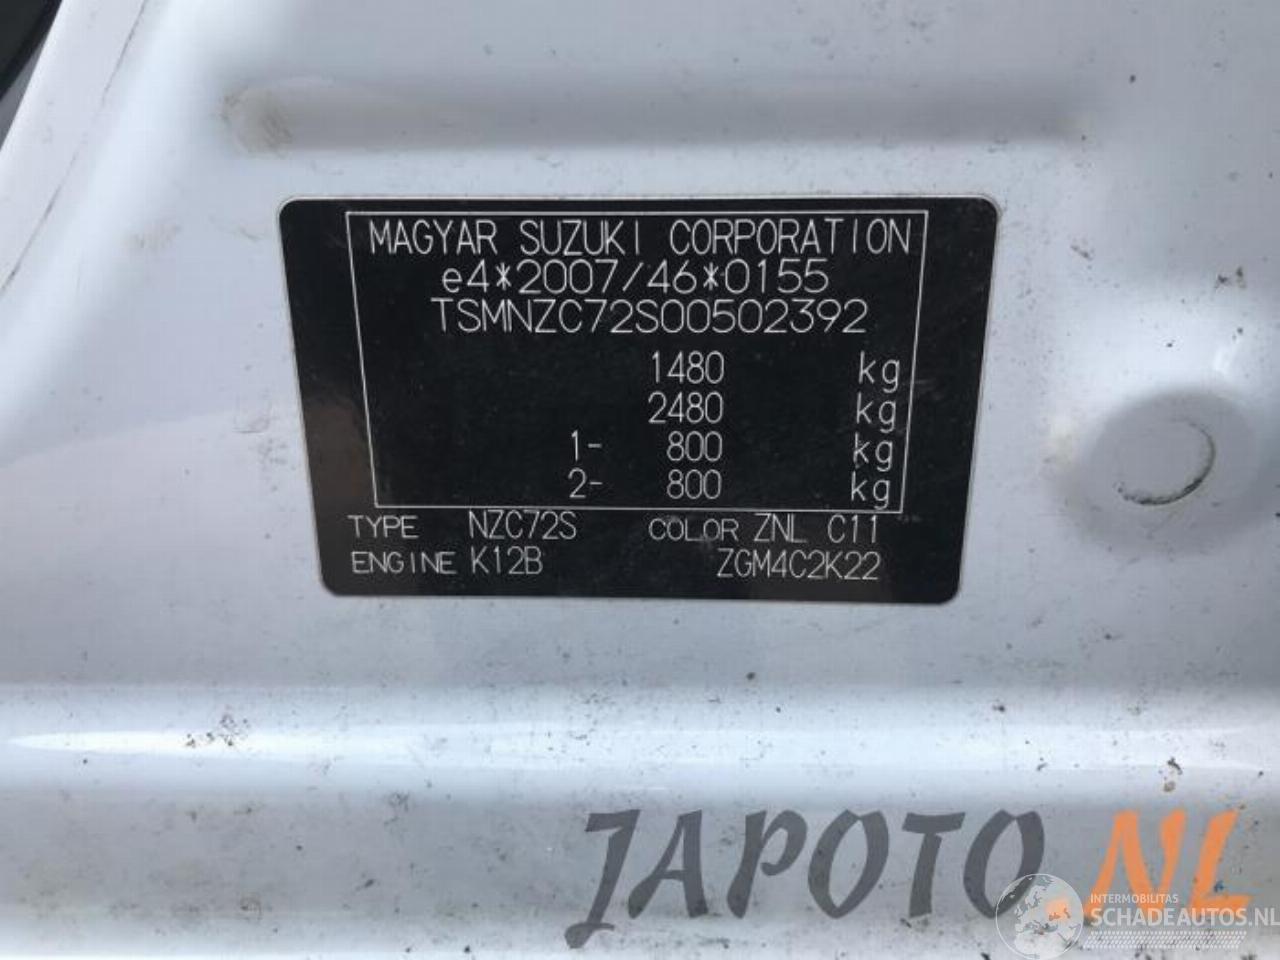 MAGYAR SUZUKI CORPORATION
e4*2007/46*0155
TSMNZC72S00502392
1480 kg
2480 kg
1- 800 kg
2- 800 kg
TYPE NZC72S COLOR ZNL C11
ENGINE K12B ZGM4C2K22
JAPOTO.NL
INTERMOBILITAS
SCHADEAUTOS.NL